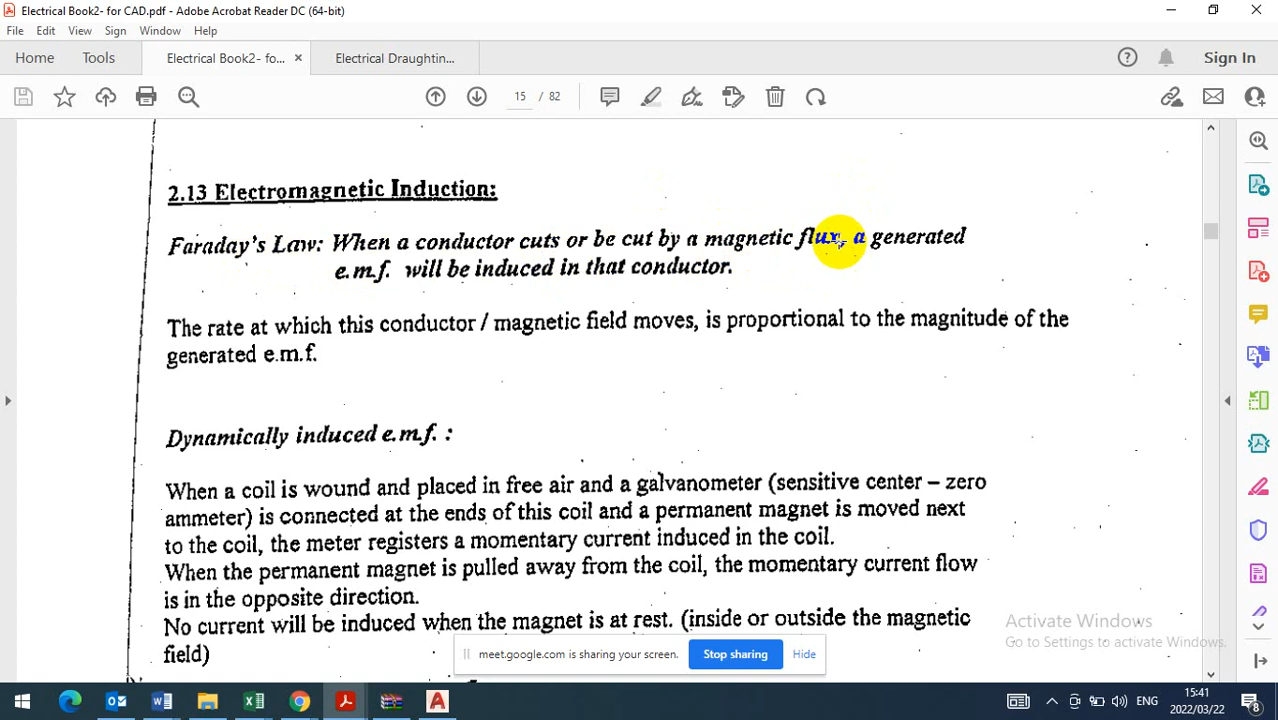 Electrical Book2- for CAD.pdf - Adobe Acrobat Reader DC (64-bit)
File Edit View Sign Window Help
Home Tools Electrical Book2- fo... × Electrical Draughtin... Sign In
15 / 82
2.13 Electromagnetic Induction:
Faraday's Law: When a conductor cuts or be cut by a magnetic flux, a generated
e.m.f. will be induced in that conductor.
The rate at which this conductor / magnetic field moves, is proportional to the magnitude of the
generated e.m.f.
Dynamically induced e.m.f. :
When a coil is wound and placed in free air and a galvanometer (sensitive center – zero
ammeter) is connected at the ends of this coil and a permanent magnet is moved next
to the coil, the meter registers a momentary current induced in the coil.
When the permanent magnet is pulled away from the coil, the momentary current flow
is in the opposite direction.
No current will be induced when the magnet is at rest. (inside or outside the magnetic
field)
Activate Windows
Go to Settings to activate Windows.
meet.google.com is sharing your screen. Stop sharing Hide
ENG
15:41
2022/03/22
8